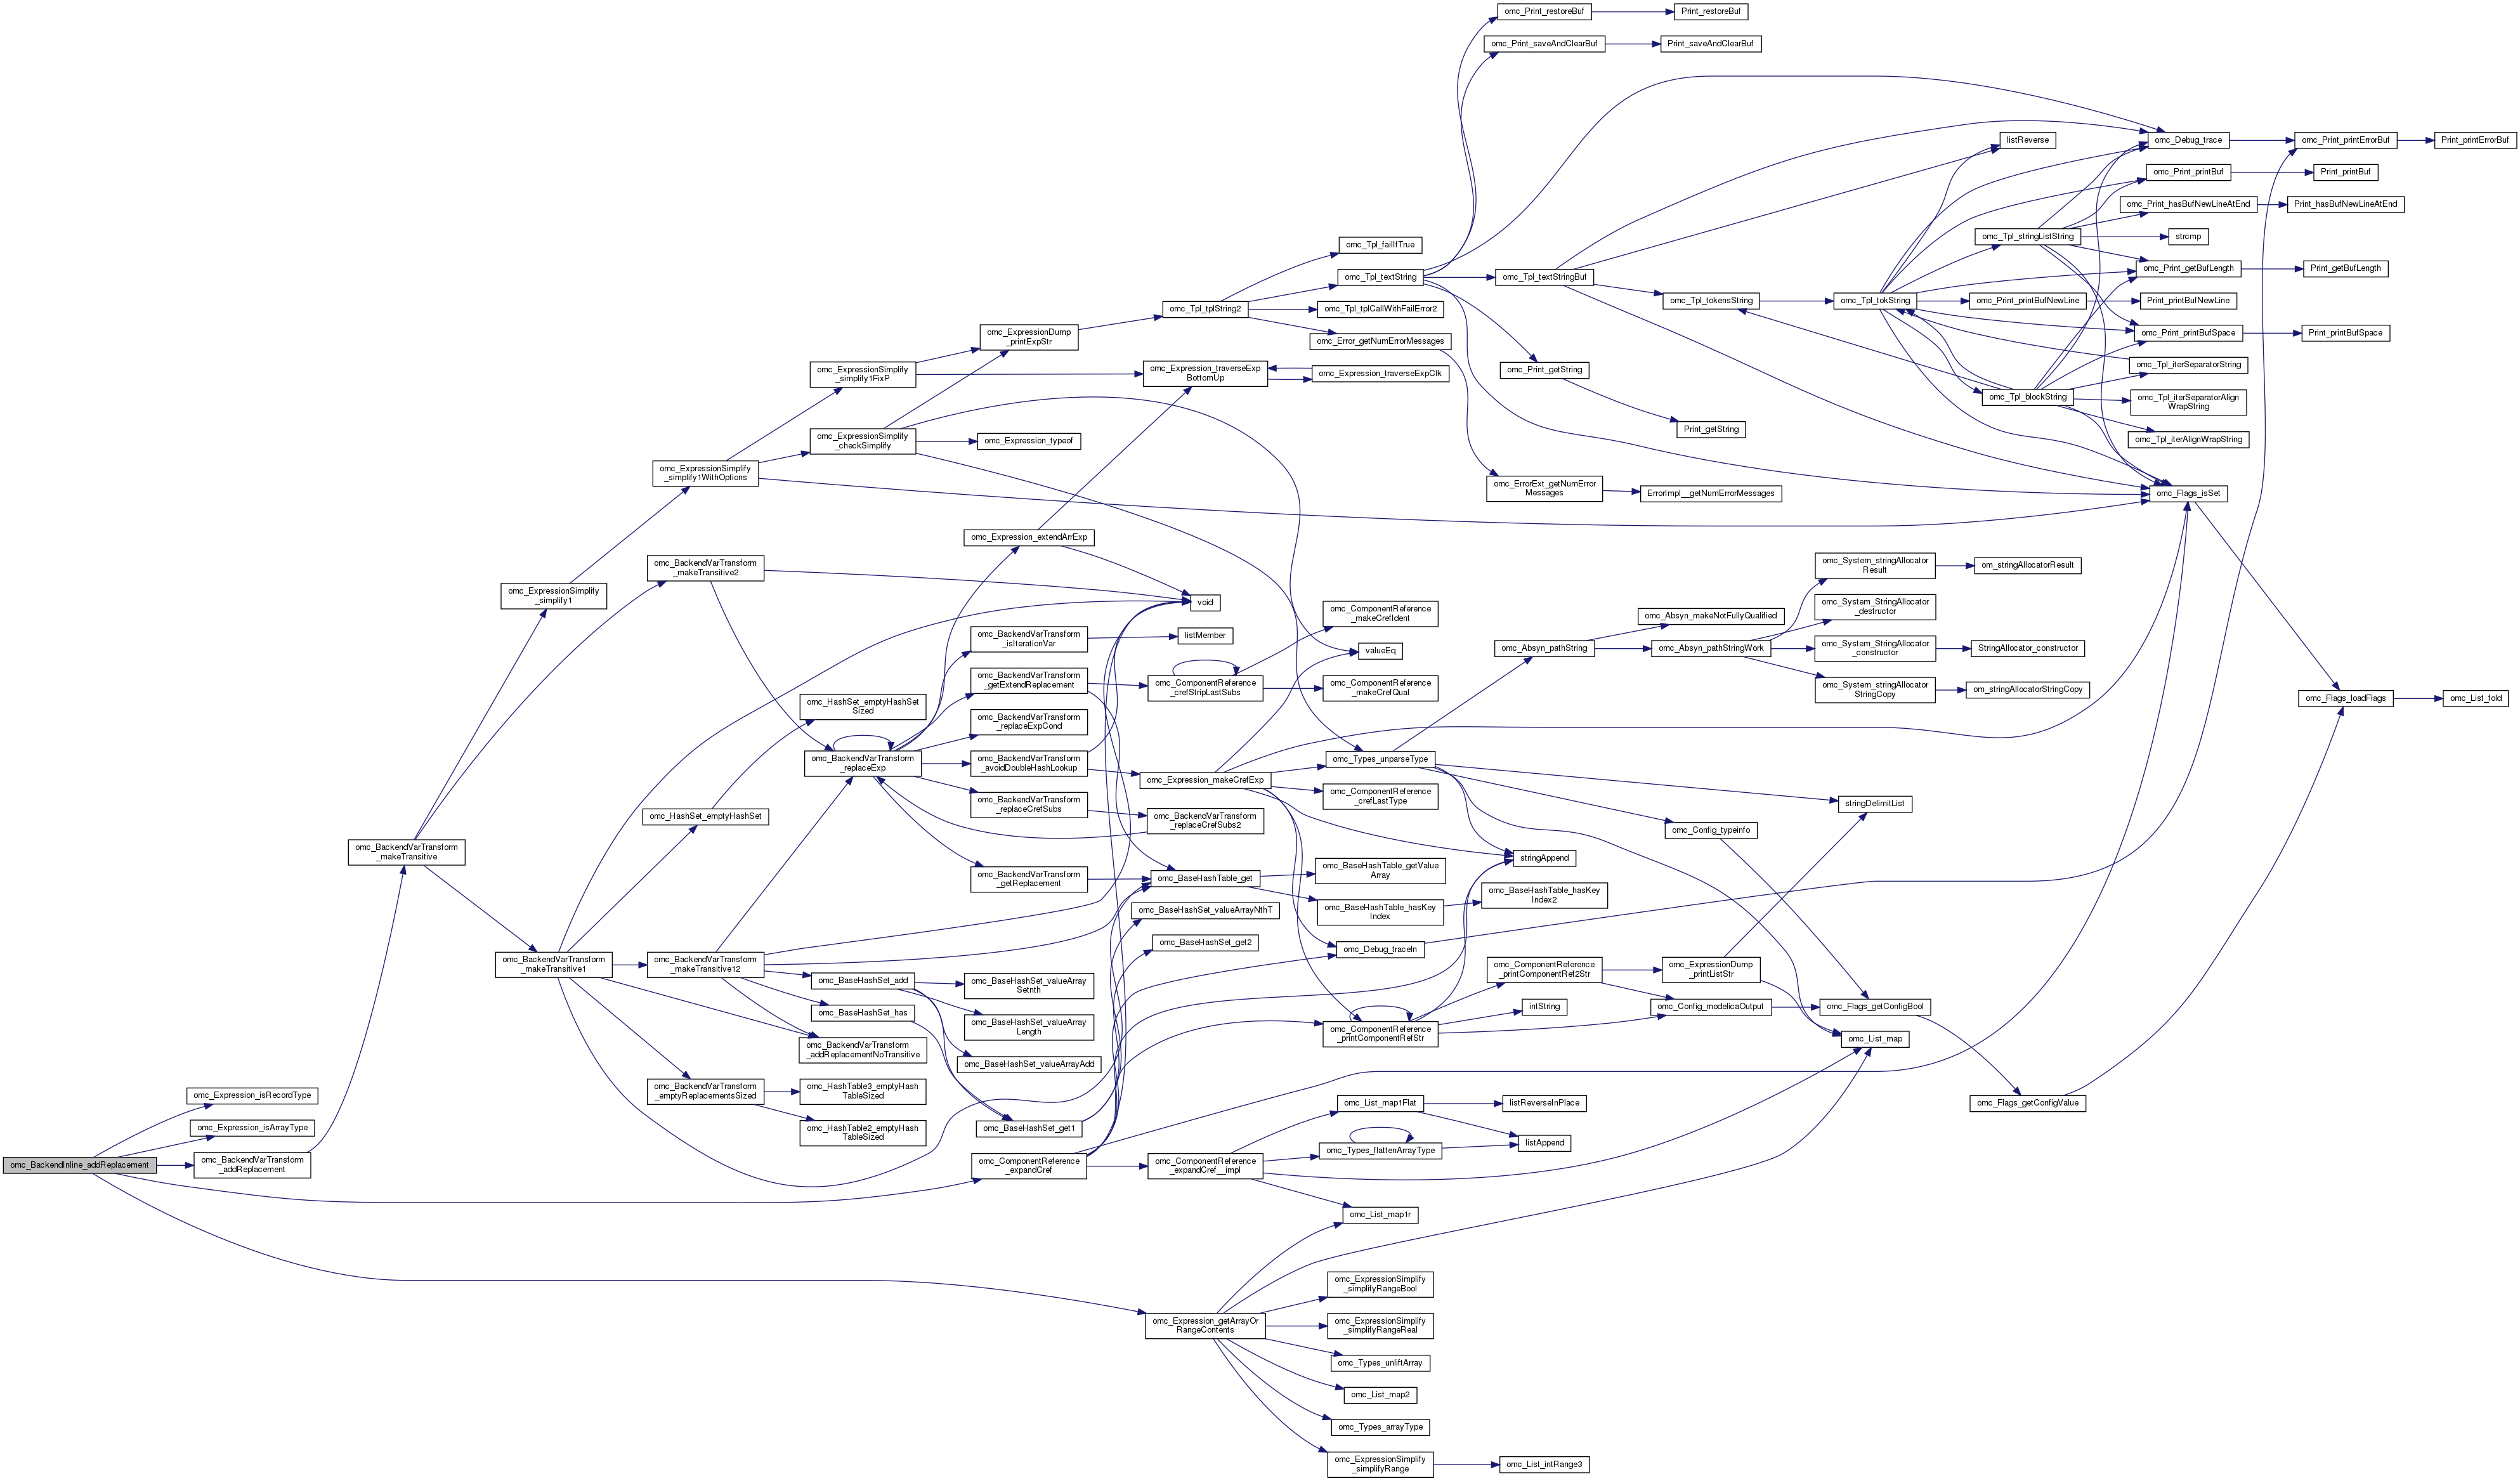 omc_Print_restoreBuf
Print_restoreBuf
omc_Print_saveAndClearBuf
Print_saveAndClearBuf
listReverse
omc_Debug_trace
omc_Print_printErrorBuf
Print_printErrorBuf
omc_Print_printBuf
Print_printBuf
omc_Print_hasBufNewLineAtEnd
Print_hasBufNewLineAtEnd
omc_Tpl_stringListString
strcmp
omc_Tpl_failIfTrue
omc_Tpl_textString
omc_Tpl_textStringBuf
omc_Print_getBufLength
Print_getBufLength
omc_Tpl_tplString2
omc_Tpl_tplCallWithFailError2
omc_Tpl_tokensString
omc_Tpl_tokString
omc_Print_printBufNewLine
Print_printBufNewLine
omc_ExpressionDump
_printExpStr
omc_Error_getNumErrorMessages
omc_Print_printBufSpace
Print_printBufSpace
omc_ExpressionSimplify
_simplify1FixP
omc_Expression_traverseExp
BottomUp
omc_Expression_traverseExpClk
omc_Print_getString
omc_Tpl_iterSeparatorString
omc_Tpl_blockString
omc_Tpl_iterSeparatorAlign
WrapString
omc_ExpressionSimplify
_checkSimplify
omc_Expression_typeof
Print_getString
omc_Tpl_iterAlignWrapString
omc_ExpressionSimplify
_simplify1WithOptions
omc_ErrorExt_getNumError
Messages
ErrorImpl__getNumErrorMessages
omc_Flags_isSet
omc_Expression_extendArrExp
omc_BackendVarTransform
_makeTransitive2
omc_System_stringAllocator
Result
om_stringAllocatorResult
omc_ExpressionSimplify
_simplify1
void
omc_ComponentReference
_makeCrefIdent
omc_Absyn_makeNotFullyQualified
omc_System_StringAllocator
_destructor
omc_BackendVarTransform
_isIterationVar
listMember
valueEq
omc_Absyn_pathString
omc_Absyn_pathStringWork
omc_System_StringAllocator
_constructor
StringAllocator_constructor
omc_BackendVarTransform
_getExtendReplacement
omc_ComponentReference
_crefStripLastSubs
omc_ComponentReference
_makeCrefQual
omc_System_stringAllocator
StringCopy
om_stringAllocatorStringCopy
omc_Flags_loadFlags
omc_List_fold
omc_HashSet_emptyHashSet
Sized
omc_BackendVarTransform
_replaceExpCond
omc_BackendVarTransform
_replaceExp
omc_BackendVarTransform
_avoidDoubleHashLookup
omc_Types_unparseType
omc_Expression_makeCrefExp
omc_ComponentReference
_crefLastType
omc_BackendVarTransform
_replaceCrefSubs
stringDelimitList
omc_HashSet_emptyHashSet
omc_BackendVarTransform
_replaceCrefSubs2
omc_Config_typeinfo
omc_BackendVarTransform
_makeTransitive
stringAppend
omc_BackendVarTransform
_getReplacement
omc_BaseHashTable_get
omc_BaseHashTable_getValue
Array
omc_BaseHashTable_hasKey
Index2
omc_BaseHashSet_valueArrayNthT
omc_BaseHashTable_hasKey
Index
omc_BaseHashSet_get2
omc_Debug_traceln
omc_BackendVarTransform
_makeTransitive1
omc_BackendVarTransform
_makeTransitive12
omc_ComponentReference
_printComponentRef2Str
omc_ExpressionDump
_printListStr
omc_BaseHashSet_add
omc_BaseHashSet_valueArray
Setnth
omc_BaseHashSet_has
intString
omc_Config_modelicaOutput
omc_Flags_getConfigBool
omc_BaseHashSet_valueArray
Length
omc_ComponentReference
_printComponentRefStr
omc_List_map
omc_BackendVarTransform
_addReplacementNoTransitive
omc_BaseHashSet_valueArrayAdd
omc_Expression_isRecordType
omc_BackendVarTransform
_emptyReplacementsSized
omc_HashTable3_emptyHash
TableSized
omc_List_map1Flat
listReverseInPlace
omc_Flags_getConfigValue
omc_Expression_isArrayType
omc_HashTable2_emptyHash
TableSized
omc_BaseHashSet_get1
omc_Types_flattenArrayType
listAppend
omc_BackendInline_addReplacement
omc_BackendVarTransform
_addReplacement
omc_ComponentReference
_expandCref
omc_ComponentReference
_expandCref__impl
omc_List_map1r
omc_ExpressionSimplify
_simplifyRangeBool
omc_Expression_getArrayOr
RangeContents
omc_ExpressionSimplify
_simplifyRangeReal
omc_Types_unliftArray
omc_List_map2
omc_Types_arrayType
omc_ExpressionSimplify
_simplifyRange
omc_List_intRange3